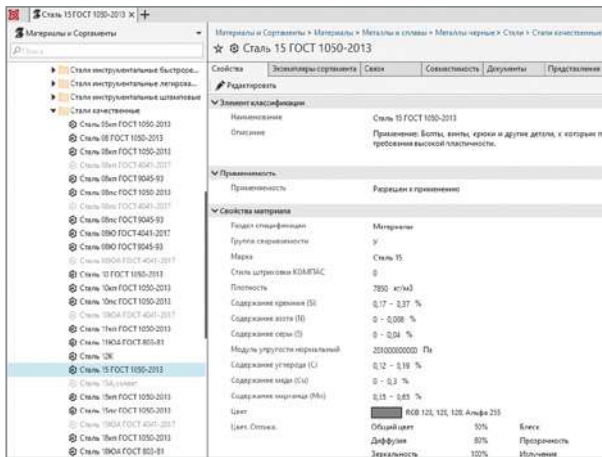 Сталь 15 ГОСТ 1050-2013 × +
Материалы и Сортаменты
Поиск
Стали инструментальные быстроре...
Стали инструментальные легирова...
Стали инструментальные штамповые
Стали качественные
Сталь 05кп ГОСТ 1050-2013
Сталь 08 ГОСТ 1050-2013
Сталь 08кп ГОСТ 1050-2013
Сталь 08кп ГОСТ 4041-2017
Сталь 08кп ГОСТ 9045-93
Сталь 08пс ГОСТ 1050-2013
Сталь 08пс ГОСТ 4041-2017
Сталь 08пс ГОСТ 9045-93
Сталь 08Ю ГОСТ 4041-2017
Сталь 08Ю ГОСТ 9045-93
Сталь 08ЮА ГОСТ 4041-2017
Сталь 10 ГОСТ 1050-2013
Сталь 10кп ГОСТ 1050-2013
Сталь 10пс ГОСТ 1050-2013
Сталь 10ЮА ГОСТ 4041-2017
Сталь 11кп ГОСТ 1050-2013
Сталь 11ЮА ГОСТ 803-81
Сталь 12К
Сталь 15 ГОСТ 1050-2013
Сталь 15кп ГОСТ 1050-2013
Сталь 15пс ГОСТ 1050-2013
Сталь 15ЮА ГОСТ 4041-2017
Сталь 18кп ГОСТ 1050-2013
Сталь 18ЮА ГОСТ 803-81
Материалы и Сортаменты > Материалы > Металлы и сплавы > Металлы черные > Стали > Стали качественные
Сталь 15 ГОСТ 1050-2013
Свойства Экземпляры сортамента Связи Совместимость Документы Представления
Редактировать
Элемент классификации
Наименование Сталь 15 ГОСТ 1050-2013
Описание Применение: Болты, винты, крюки и другие детали, к которым п
требования высокой пластичности.
Применяемость
Применяемость Разрешен к применению
Свойства материала
Раздел спецификации Материалы
Группа свариваемости У
Марка Сталь 15
Стиль штриховки КОМПАС 0
Плотность 7850 кг/м3
Содержание кремния (Si) 0,17 - 0,37 %
Содержание азота (N) 0 - 0,008 %
Содержание серы (S) 0 - 0,04 %
Модуль упругости нормальный 201000000000 Па
Содержание углерода (C) 0,12 - 0,19 %
Содержание меди (Cu) 0 - 0,3 %
Содержание марганца (Mn) 0,35 - 0,65 %
Цвет RGB 128, 128, 128, Альфа 255
Цвет. Оптика. Общий цвет 50% Блеск
Диффузия 80% Прозрачность
Зеркальность 100% Излучение